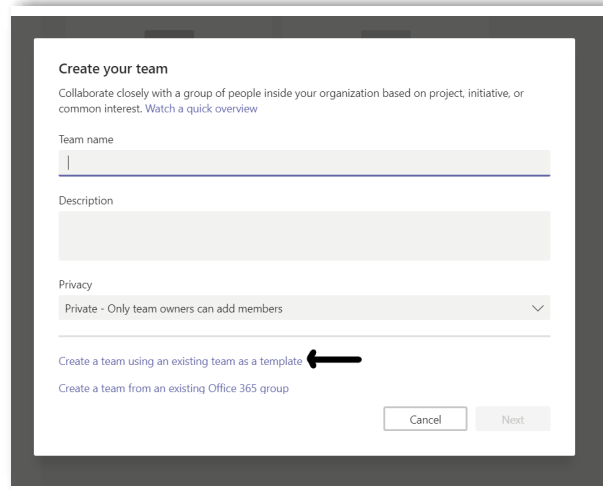 Create your team
Collaborate closely with a group of people inside your organization based on project, initiative, or
common interest. Watch a quick overview
Team name
Description
Privacy
Private - Only team owners can add members
Create a team using an existing team as a template
Create a team from an existing Office 365 group
Cancel Next